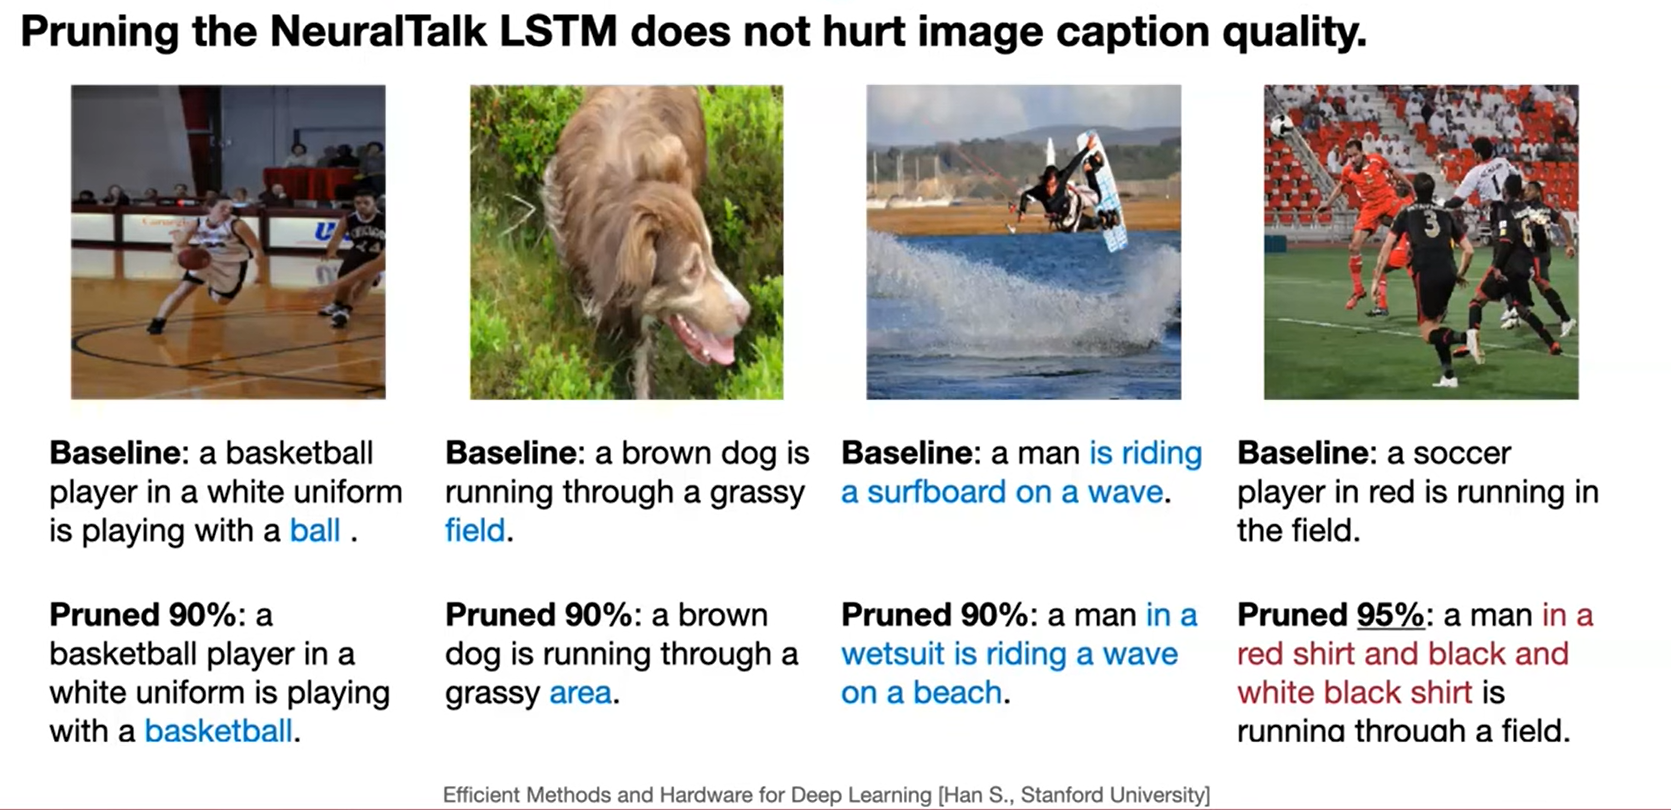 Pruning the NeuralTalk LSTM does not hurt image caption quality.
3
1
6
Baseline: a basketball
player in a white uniform
is playing with a ball .
Baseline: a brown dog is
running through a grassy
field.
Baseline: a man is riding
a surfboard on a wave.
Baseline: a soccer
player in red is running in
the field.
Pruned 90%: a
basketball player in a
white uniform is playing
with a basketball.
Pruned 90%: a brown
dog is running through a
grassy area.
Pruned 90%: a man in a
wetsuit is riding a wave
on a beach.
Pruned 95%: a man in a
red shirt and black and
white black shirt is
running through a field.
Efficient Methods and Hardware for Deep Learning [Han S., Stanford University]